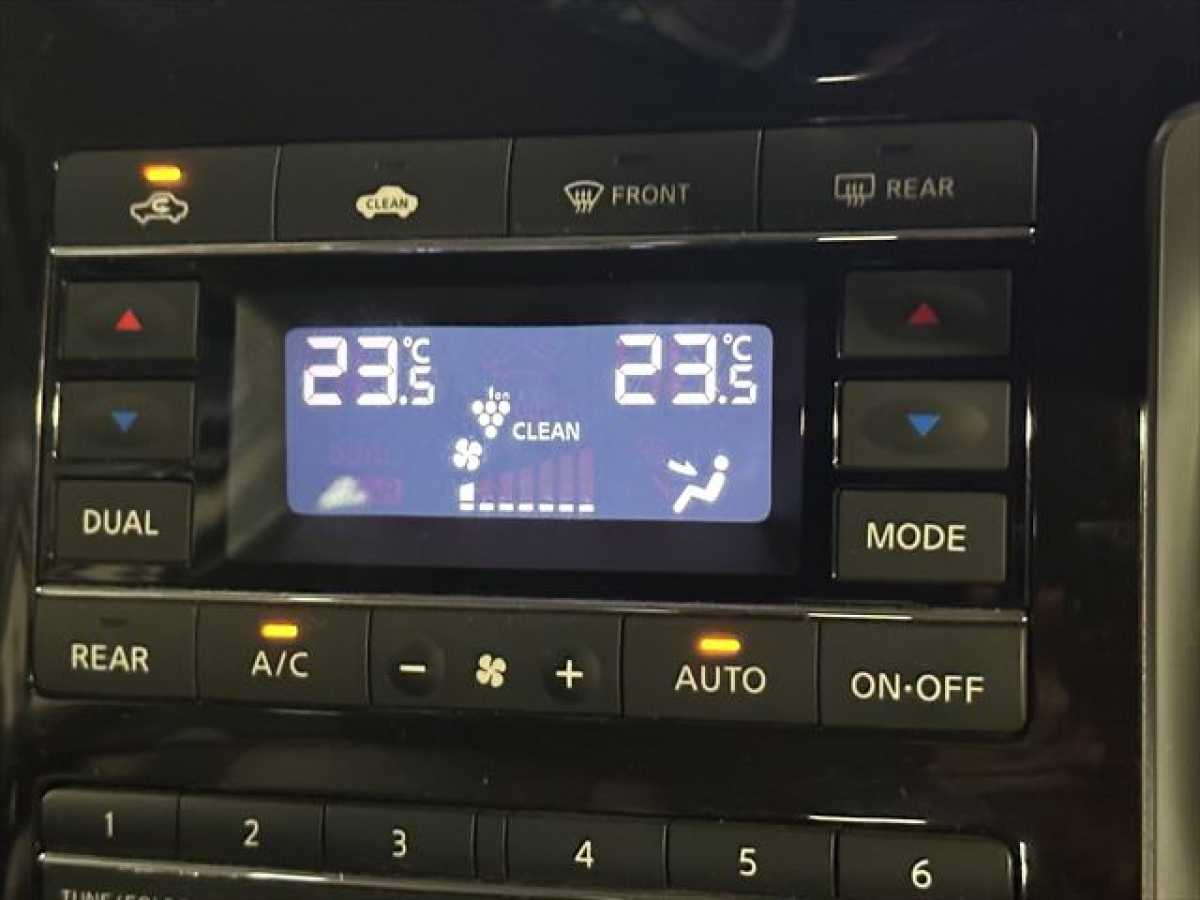 CLEAN FRONT REAR
23.5°C 23.5°C
Ion
CLEAN
DUAL MODE
REAR A/C − + AUTO ON·OFF
1 2 3 4 5 6